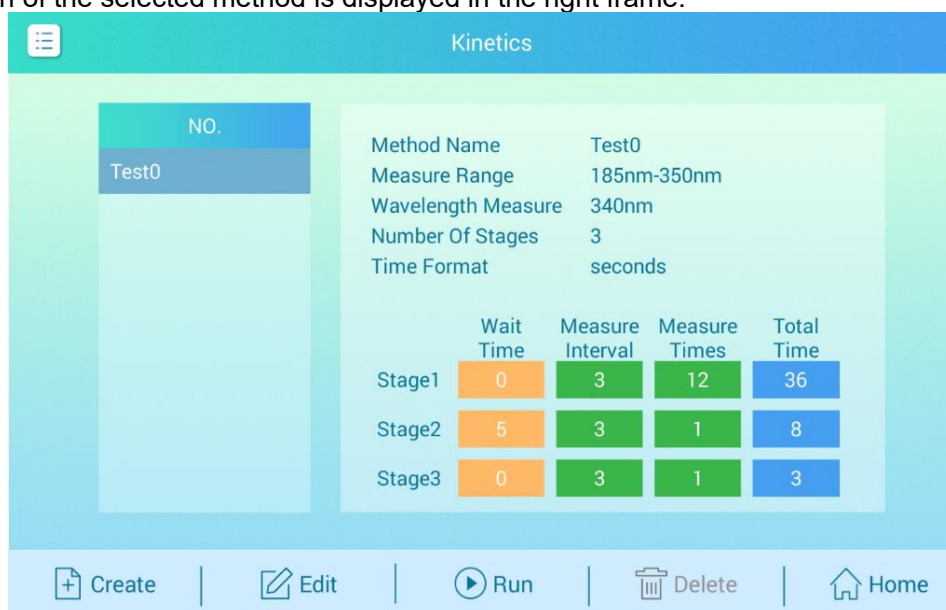 of the selected method is displayed in the right frame.
Kinetics
NO.
Test0
Method Name Test0
Measure Range 185nm-350nm
Wavelength Measure 340nm
Number Of Stages 3
Time Format seconds
Wait Time Measure Interval Measure Times Total Time
Stage1 0 3 12 36
Stage2 5 3 1 8
Stage3 0 3 1 3
Create Edit Run Delete Home